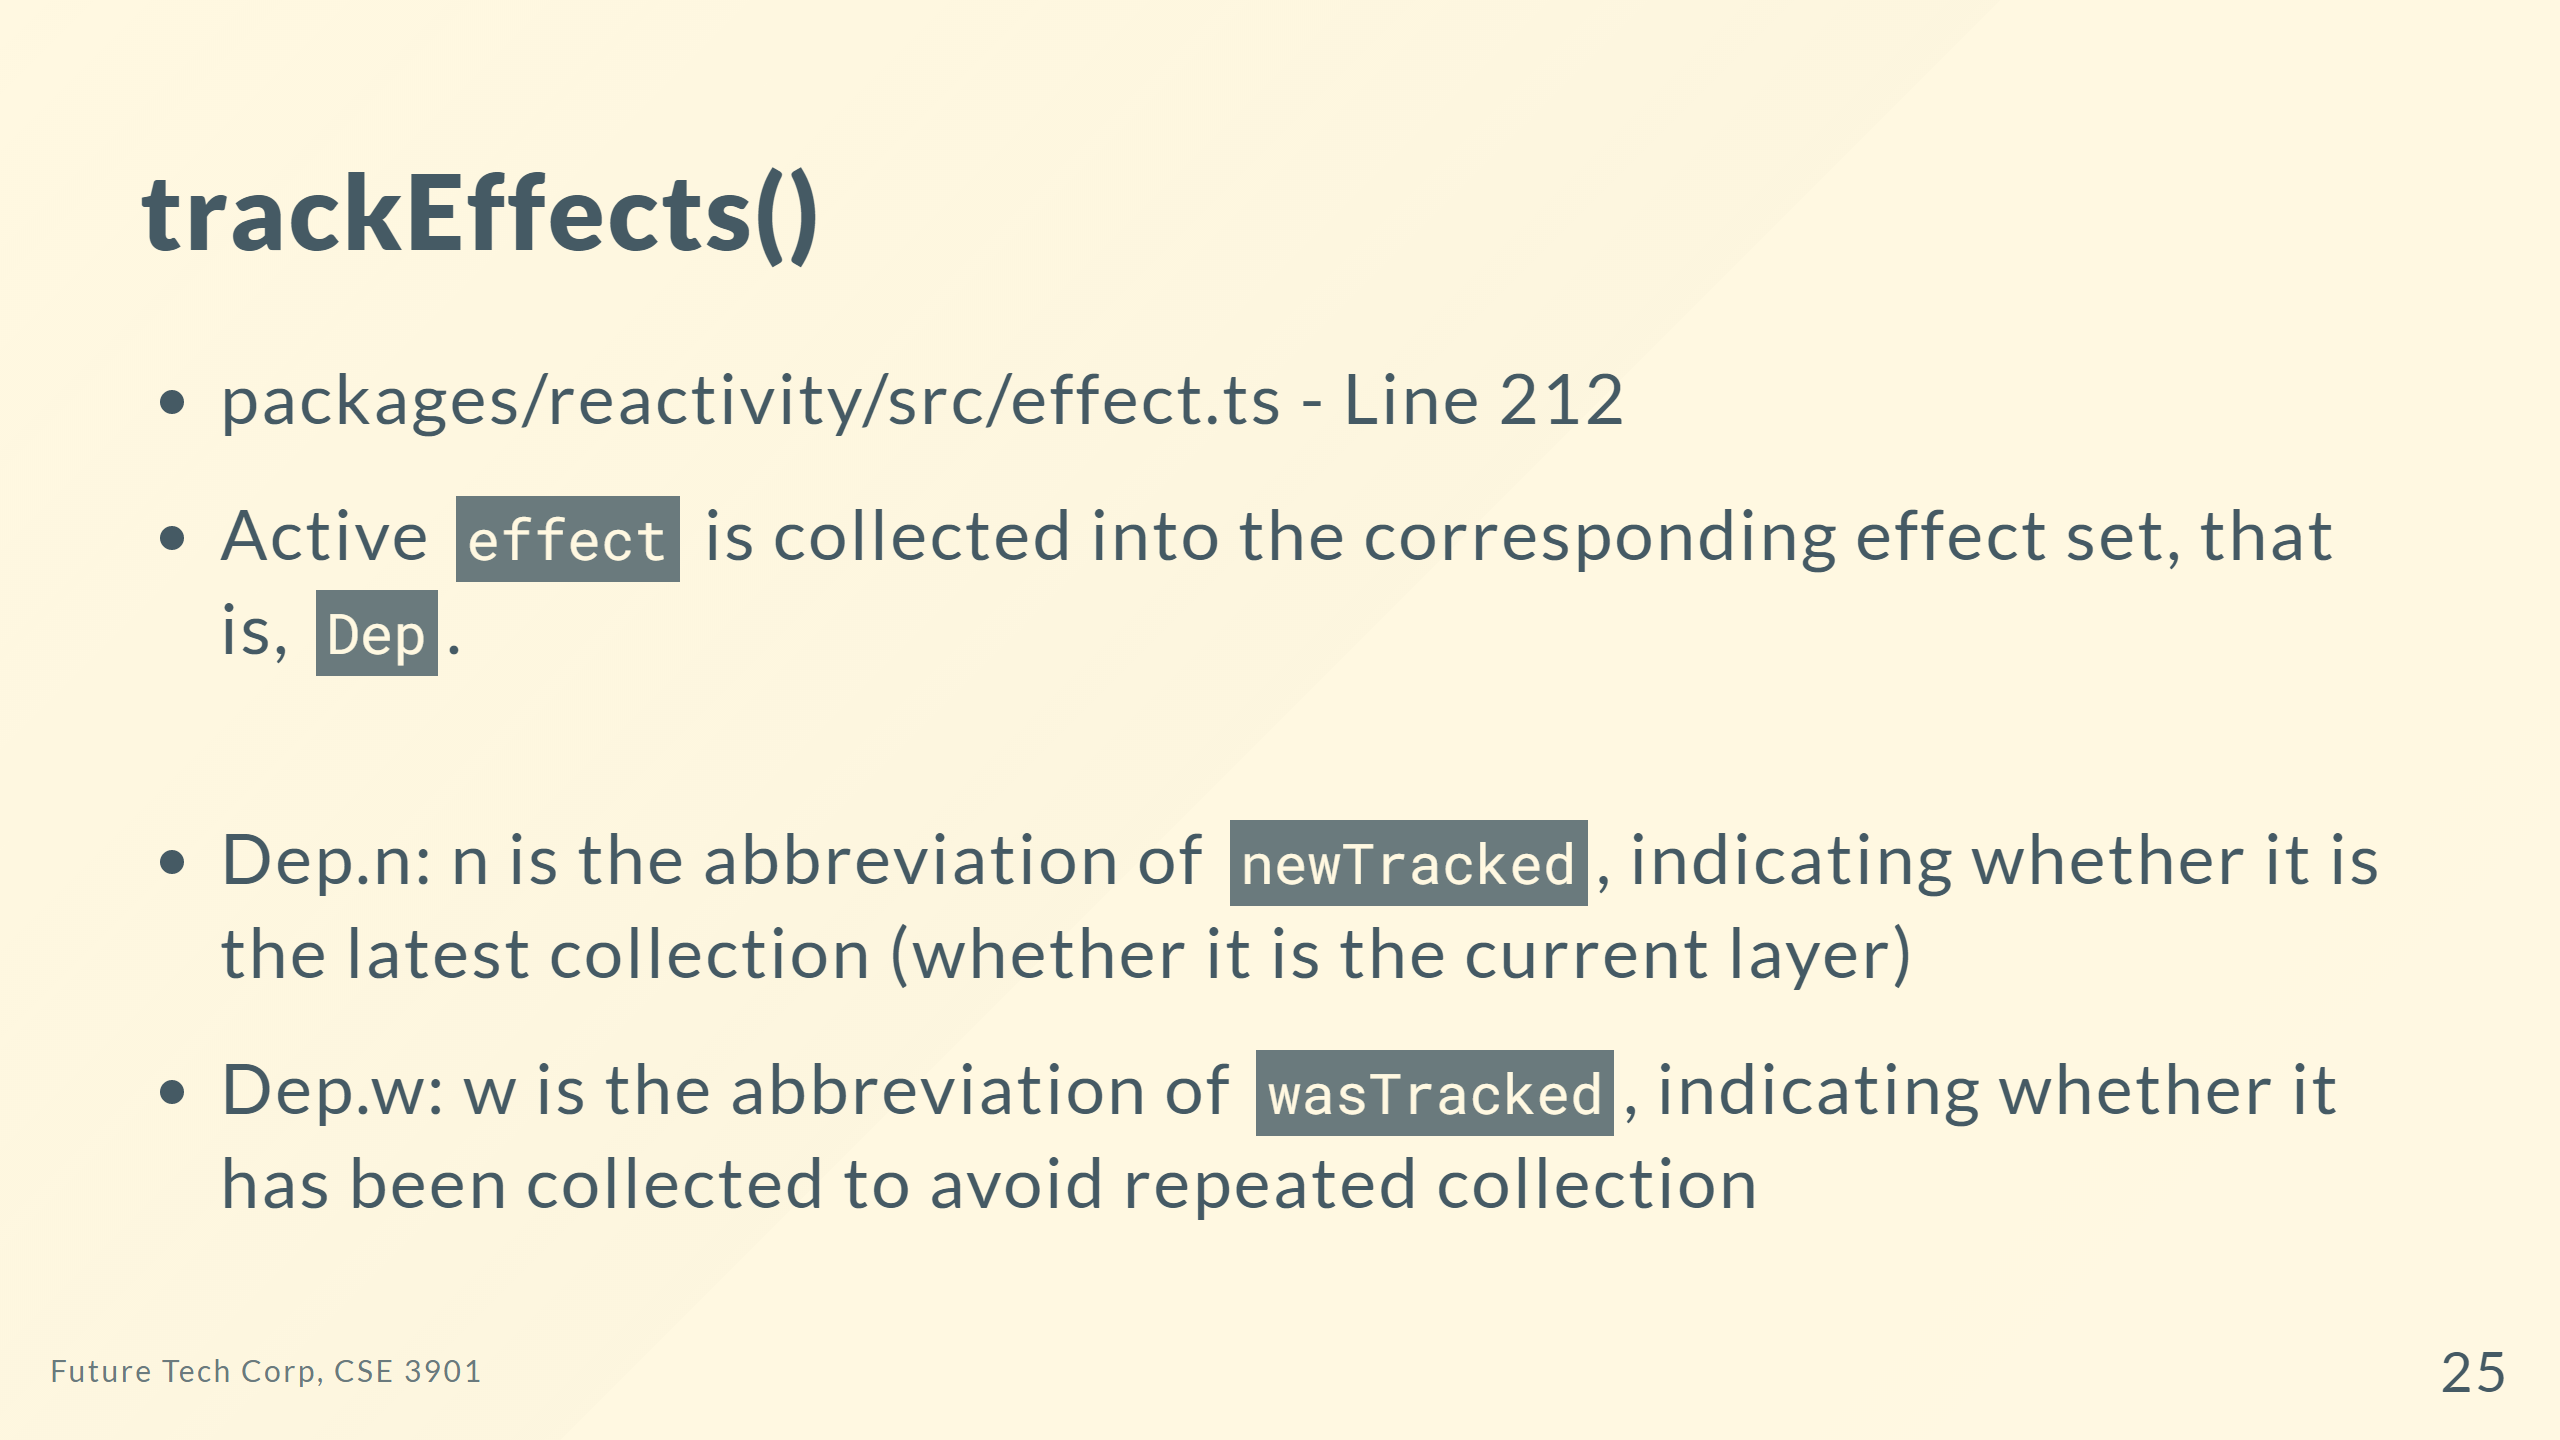 trackEffects()
• packages/reactivity/src/effect.ts - Line 212
• Active effect is collected into the corresponding effect set, that
is, Dep.
• Dep.n: n is the abbreviation of newTracked, indicating whether it is
the latest collection (whether it is the current layer)
• Dep.w: w is the abbreviation of wasTracked, indicating whether it
has been collected to avoid repeated collection
Future Tech Corp, CSE 3901
25